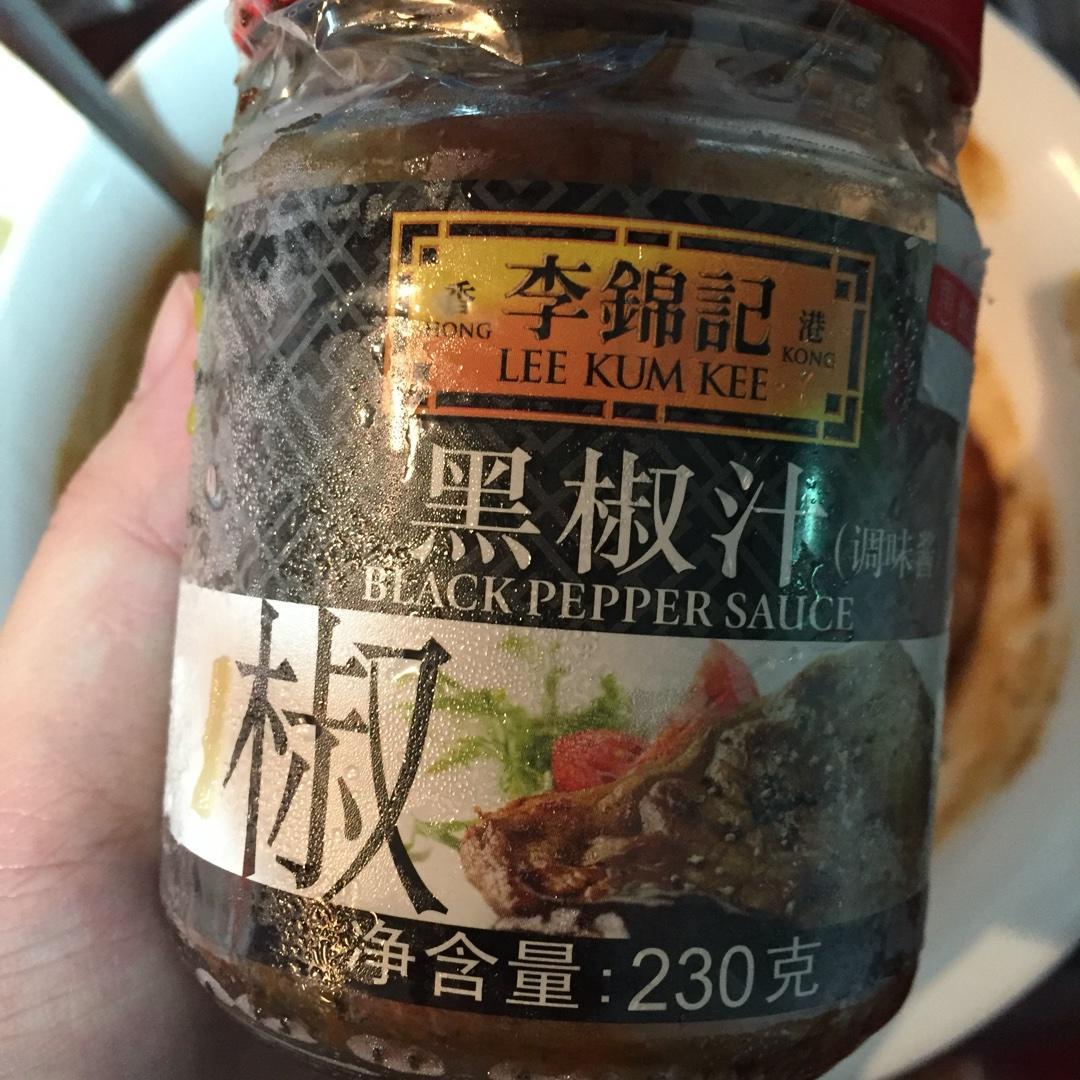 香 李錦記 港
HONG LEE KUM KEE KONG
黑椒汁(调味酱
BLACK PEPPER SAUCE
椒
净含量:230克